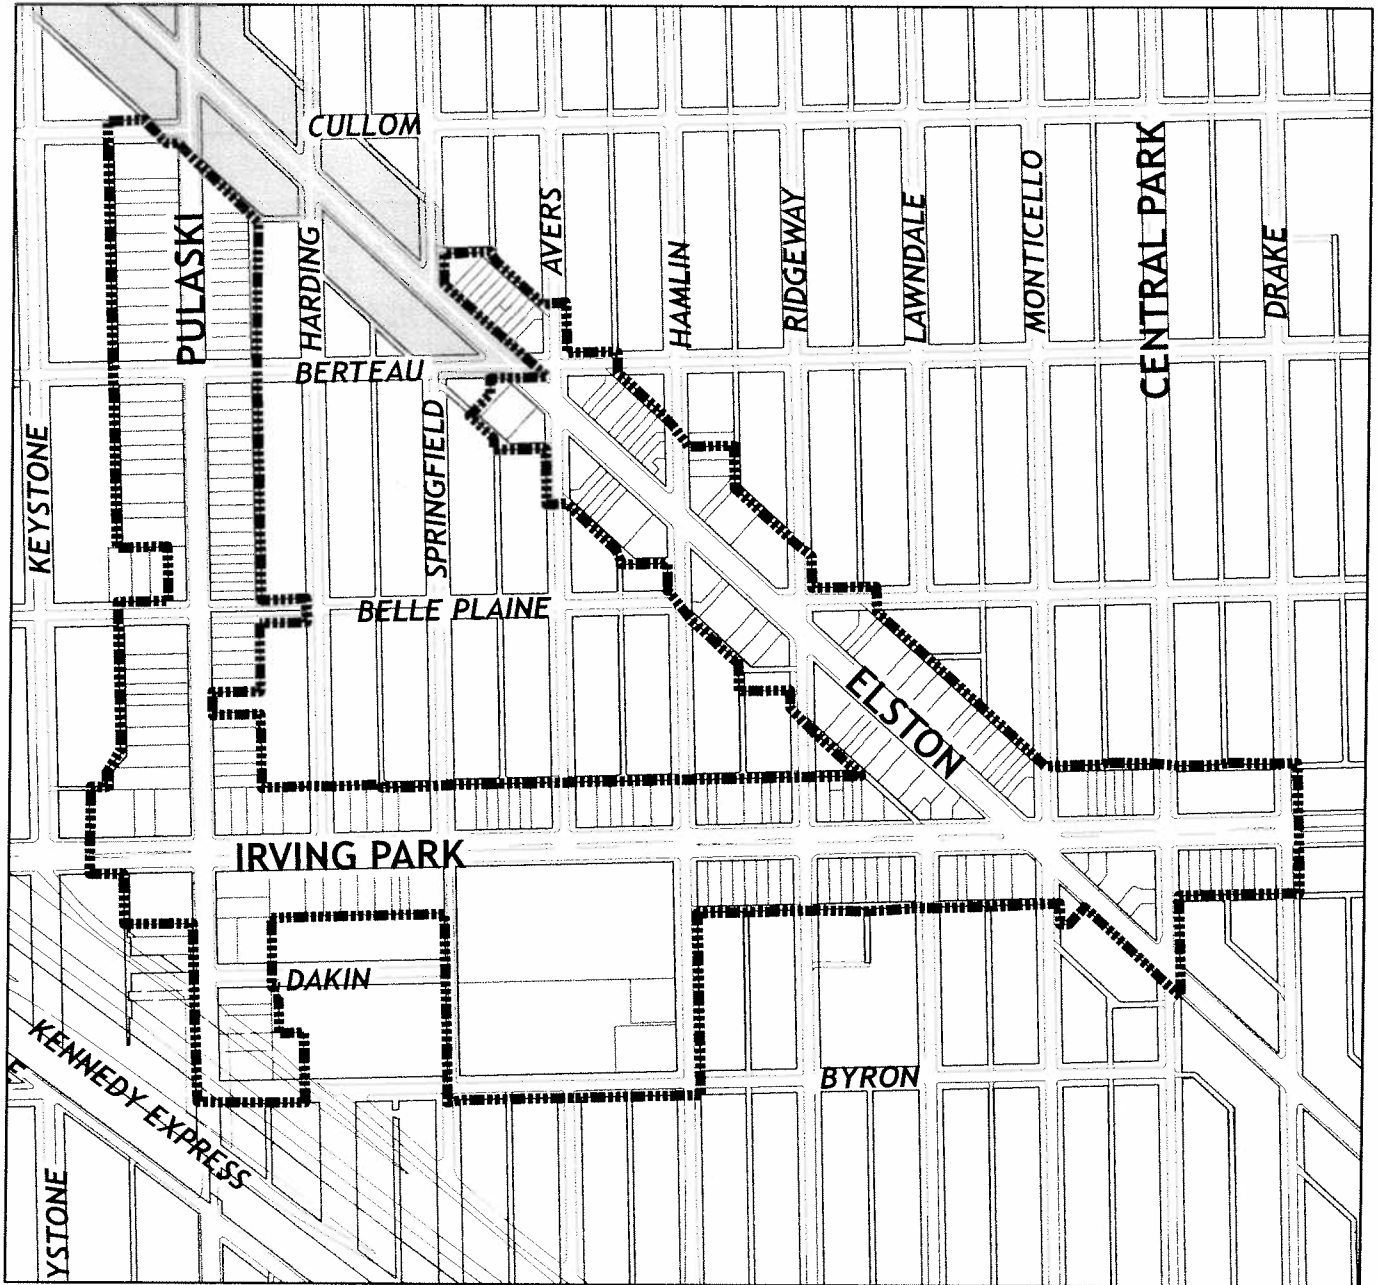 CULLOM
AVERS
PULASKI
HARDING
HAMLIN
RIDGEWAY
LAWNDALE
MONTICELLO
CENTRAL PARK
DRAKE
BERTEAU
KEYSTONE
SPRINGFIELD
BELLE PLAINE
ELSTON
IRVING PARK
DAKIN
KENNEDY EXPRESS
E
BYRON
YSTONE